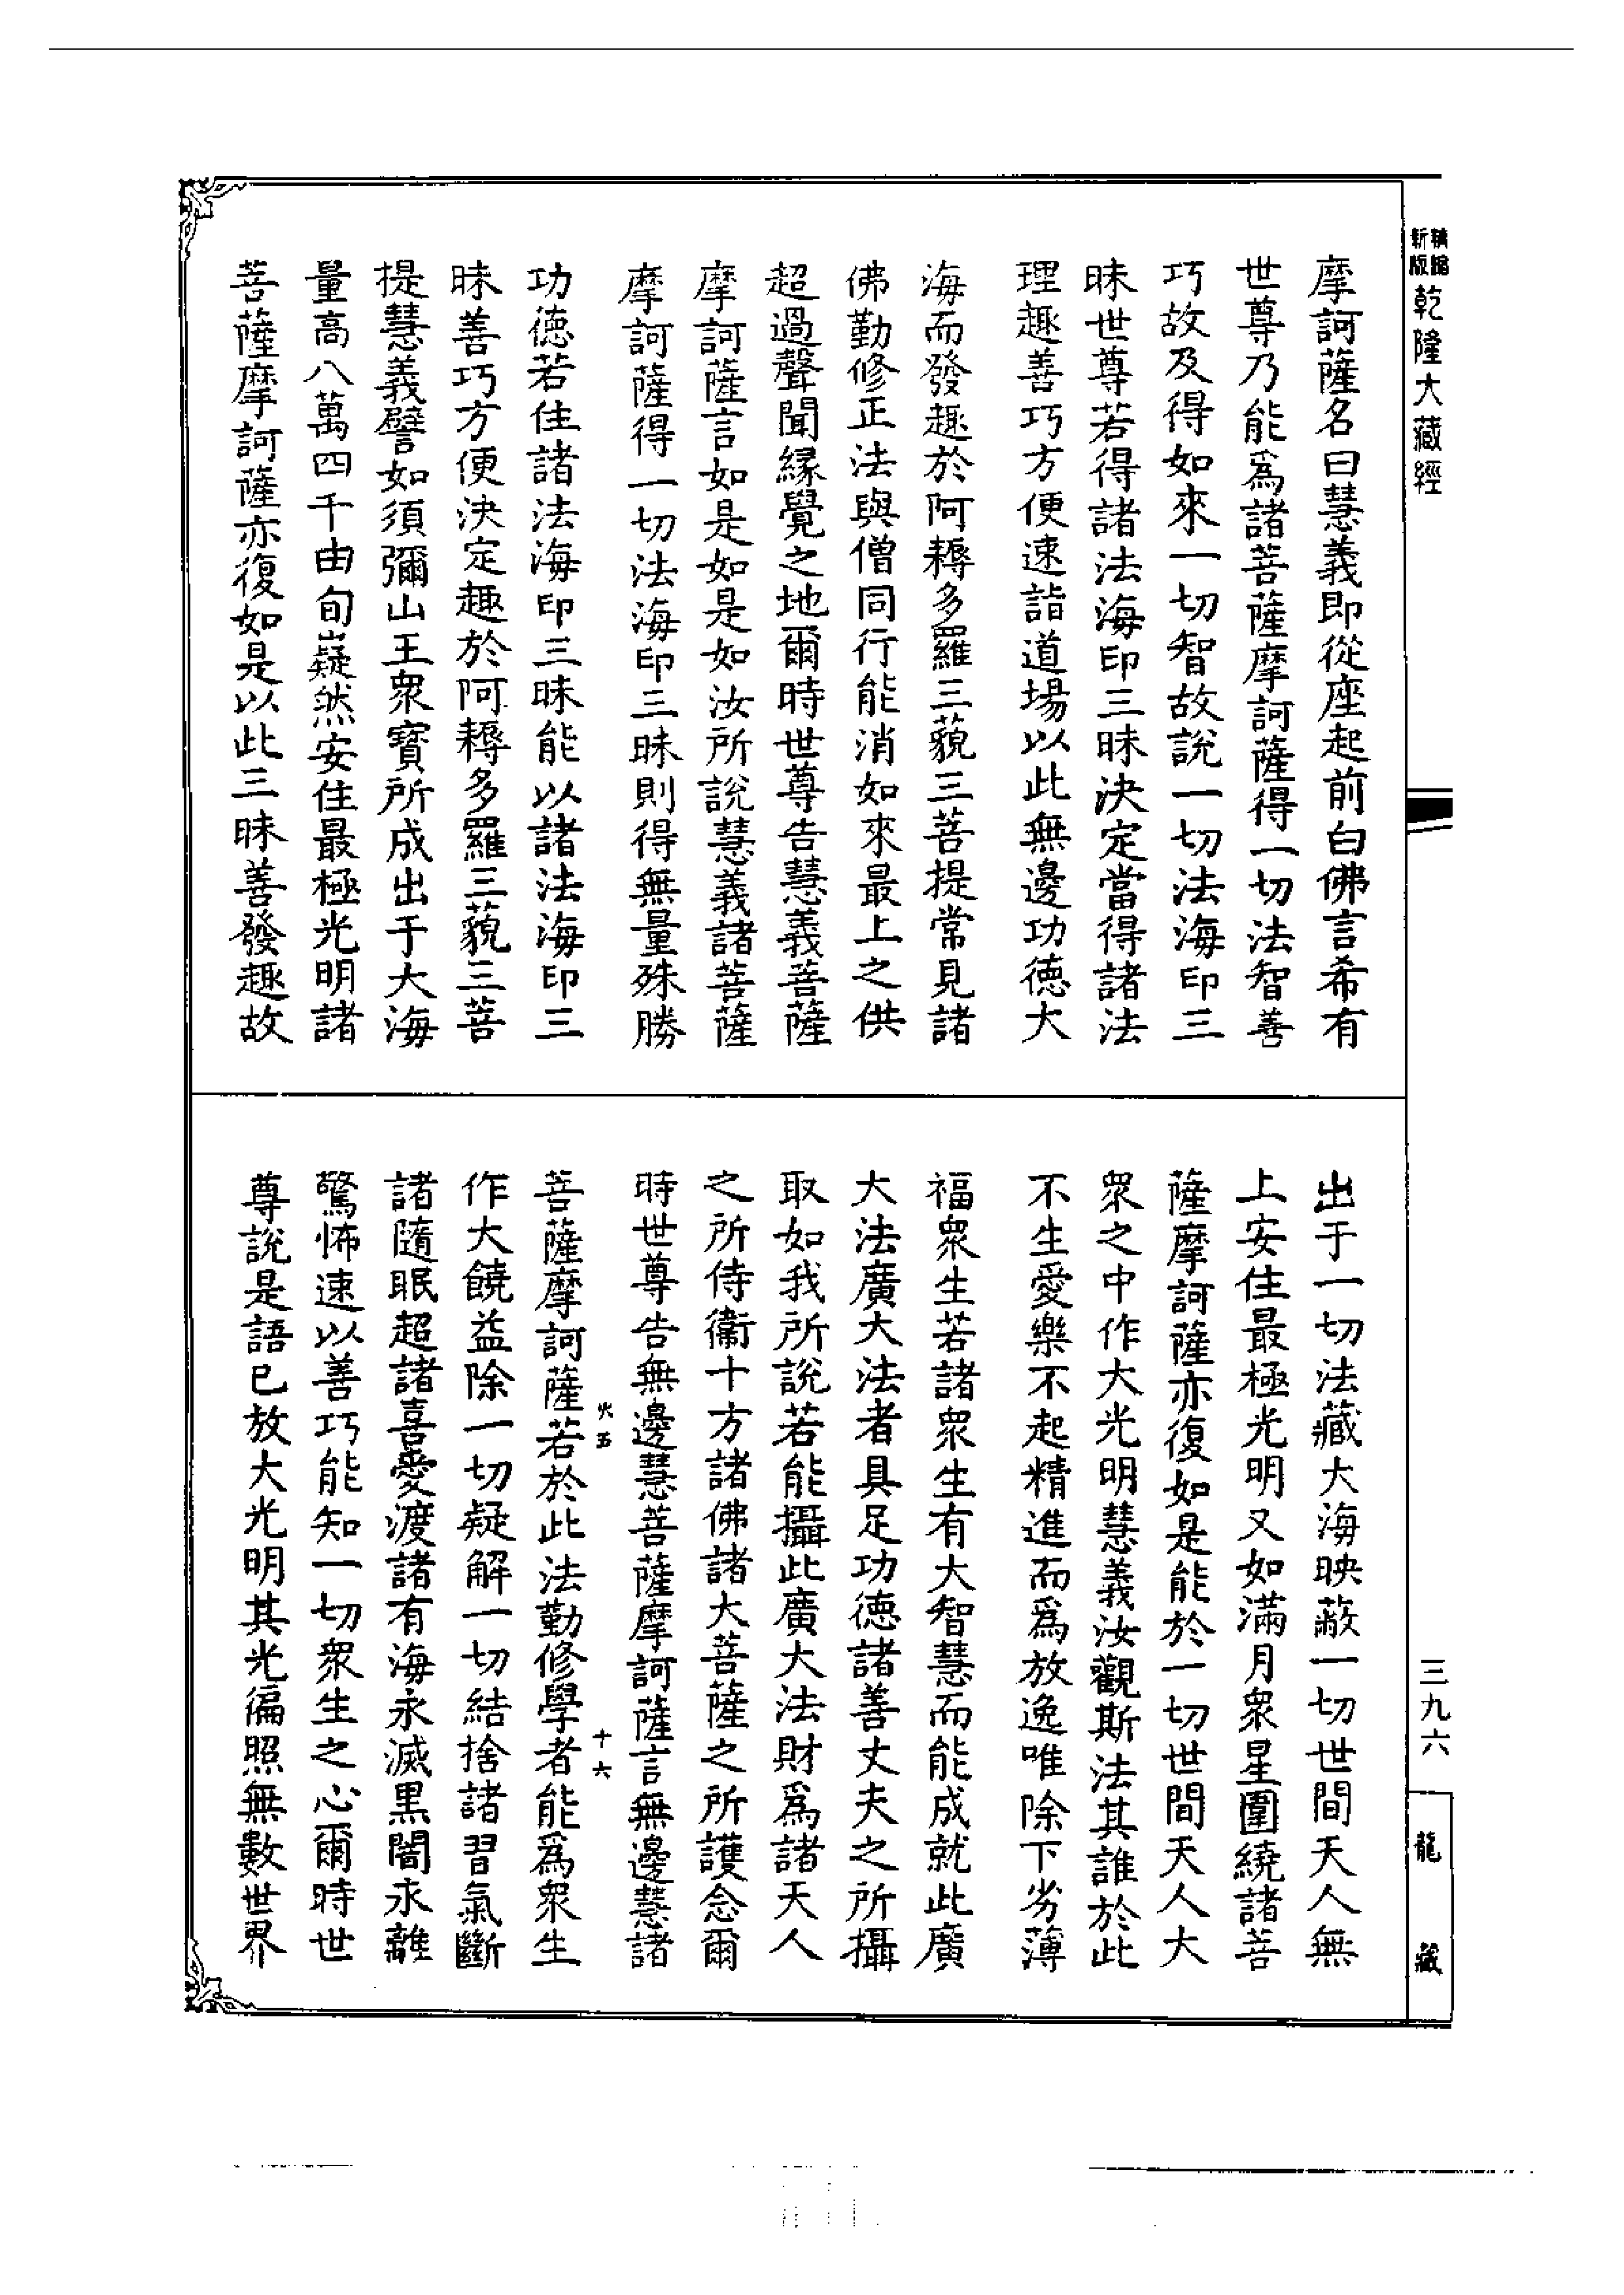 新版精縮乾隆大藏經
三九六
龍藏
摩訶薩名曰慧義即從座起前白佛言希有
世尊乃能爲諸菩薩摩訶薩得一切法智善
巧故及得如來一切智故說一切法海印三
昧世尊若得諸法海印三昧決定當得諸法
理趣善巧方便速詣道場以此無邊功德大
海而發趣於阿耨多羅三藐三菩提常見諸
佛勤修正法與僧同行能消如來最上之供
超過聲聞緣覺之地爾時世尊告慧義菩薩
摩訶薩言如是如是如汝所說慧義諸菩薩
摩訶薩得一切法海印三昧則得無量殊勝
功德若住諸法海印三昧能以諸法海印三
昧善巧方便決定趣於阿耨多羅三藐三菩
提慧義譬如須彌山王衆寶所成出于大海
量高八萬四千由旬嶷然安住最極光明諸
菩薩摩訶薩亦復如是以此三昧善發趣故
出于一切法藏大海映蔽一切世間天人無
上安住最極光明又如滿月衆星圍繞諸菩
薩摩訶薩亦復如是能於一切世間天人大
衆之中作大光明慧義汝觀斯法其誰於此
不生愛樂不起精進而爲放逸唯除下劣薄
福衆生若諸衆生有大智慧而能成就此廣
大法廣大法者具足功德諸善丈夫之所攝
取如我所說若能攝此廣大法財爲諸天人
之所侍衛十方諸佛諸大菩薩之所護念爾
時世尊告無邊慧菩薩摩訶薩言無邊慧諸
火五 十六
菩薩摩訶薩若於此法勤修學者能爲衆生
作大饒益除一切疑解一切結捨諸習氣斷
諸隨眠超諸喜愛渡諸有海永滅黑闇永離
驚怖速以善巧能知一切衆生之心爾時世
尊說是語已放大光明其光徧照無數世界